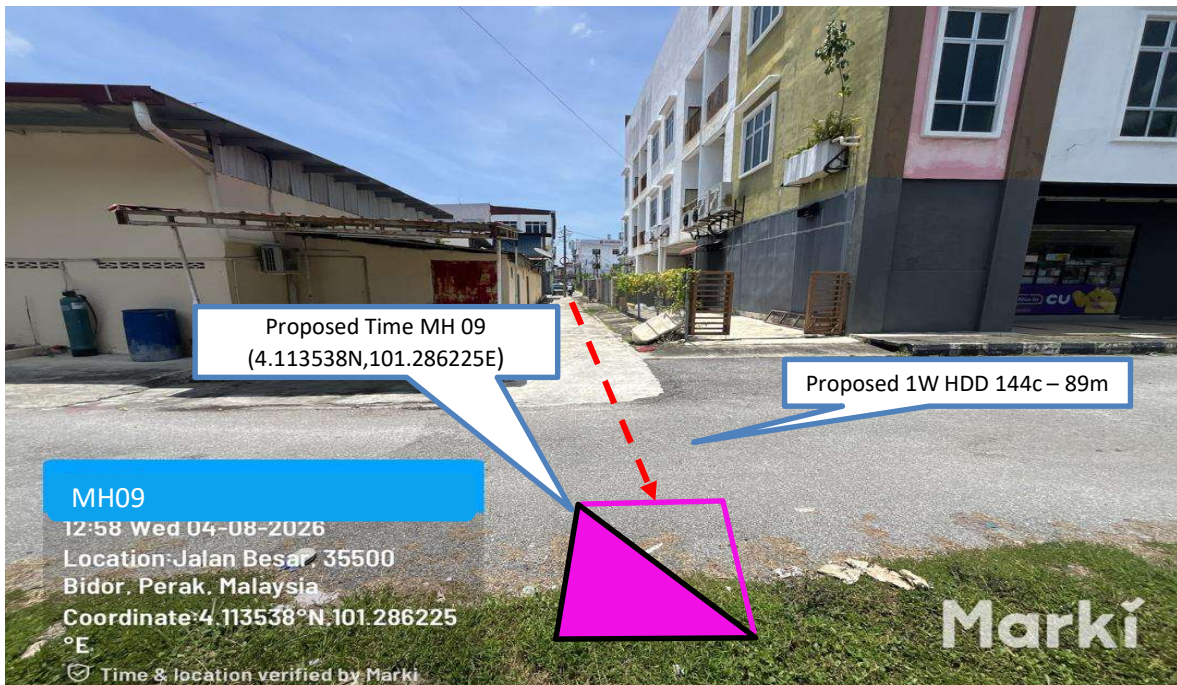 Proposed Time MH 09
(4.113538N,101.286225E)
Proposed 1W HDD 144c – 89m
CU
MH09
12:58 Wed 04-08-2026
Location:Jalan Besar 35500
Bidor, Perak, Malaysia
Coordinate:4.113538°N,101.286225
°E
Time & location verified by Marki
Marki